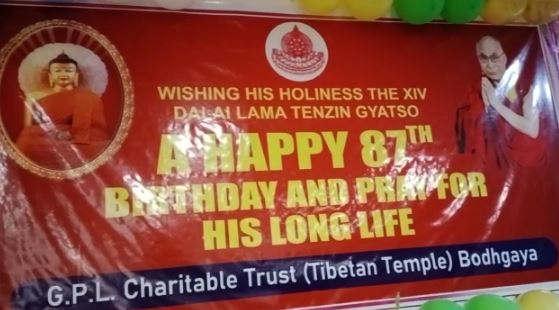 WISHING HIS HOLINESS THE XIV
DALAI LAMA TENZIN GYATSO
A HAPPY 87TH
BIRTHDAY AND PRAY FOR
HIS LONG LIFE
G.P.L. Charitable Trust (Tibetan Temple) Bodhgaya